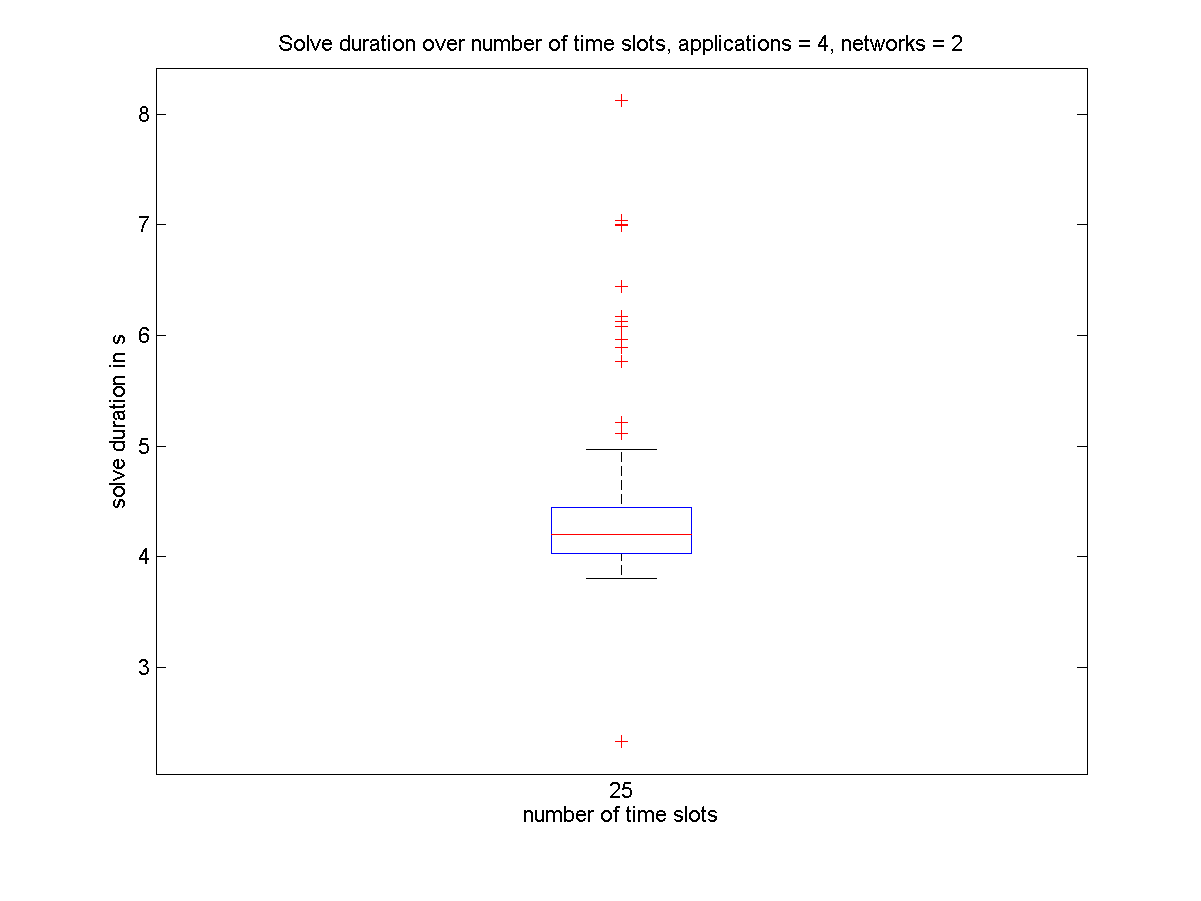 Solve duration over number of time slots, applications = 4, networks = 2
8
7
6
5
4
3
solve duration in s
25
number of time slots